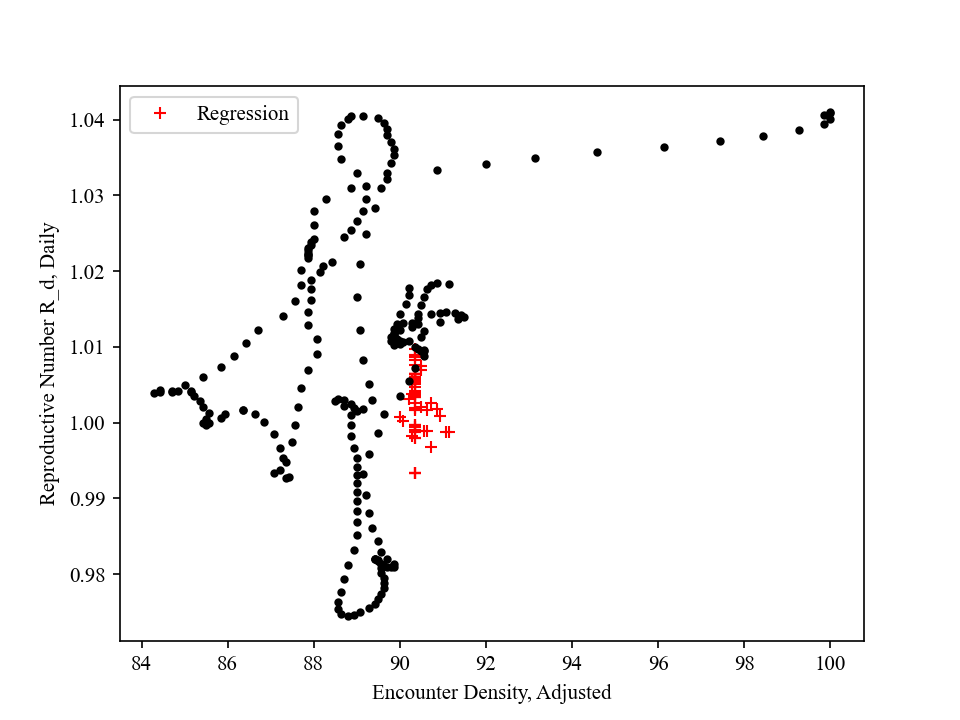 Regression
1.04
1.03
1.02
1.01
1.00
0.99
0.98
Reproductive Number R_d, Daily
84 86 88 90 92 94 96 98 100
Encounter Density, Adjusted